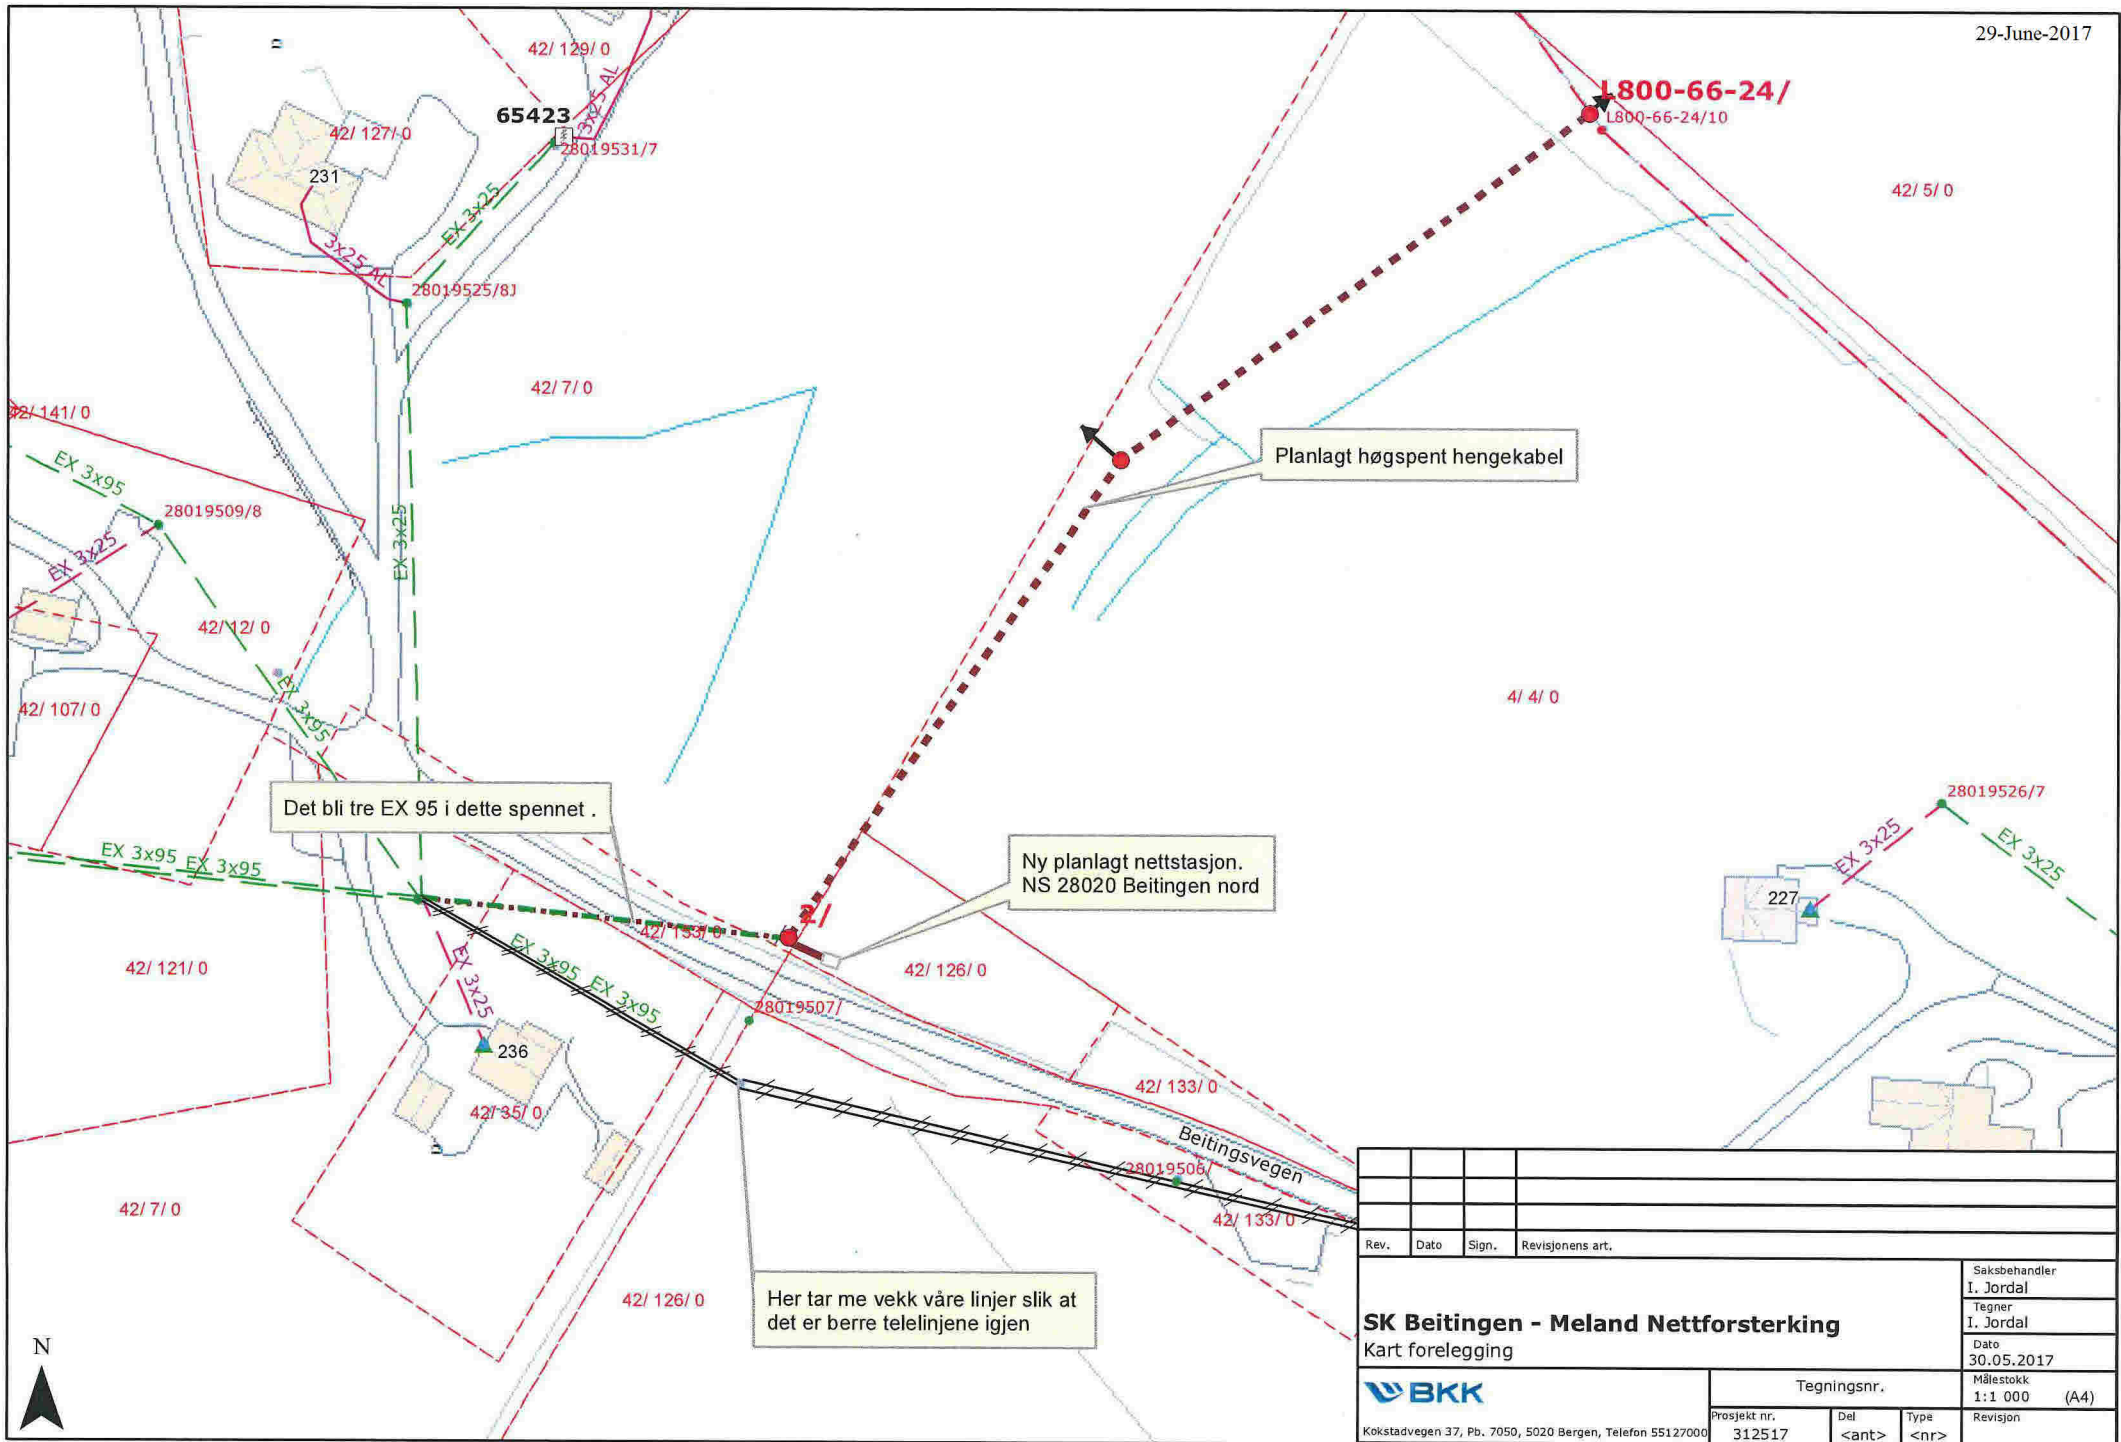 29-June-2017
42/ 129/ 0
L800-66-24/
L800-66-24/10
65423
3x25 AL
42/ 127/ 0
28019531/7
231
42/ 5/ 0
EX 3x25
3x25 AL
28019525/8J
42/ 7/ 0
42/ 141/ 0
Planlagt høgspent hengekabel
EX 3x95
28019509/8
EX 3x25
EX 3x25
42/ 12/ 0
4/ 4/ 0
42/ 107/ 0
EX 3x95
28019526/7
Det bli tre EX 95 i dette spennet .
EX 3x25
EX 3x25
Ny planlagt nettstasjon.
NS 28020 Beitingen nord
EX 3x95 EX 3x95
227
2/
42/ 133/ 0
EX 3x95 EX 3x95
42/ 121/ 0
EX 3x25
42/ 126/ 0
28019507/
236
42/ 35/ 0
42/ 133/ 0
Beitingsvegen
28019506/
42/ 7/ 0
42/ 133/ 0
42/ 126/ 0
Her tar me vekk våre linjer slik at
det er berre telelinjene igjen
N
Rev. Dato Sign. Revisjonens art.
Saksbehandler
I. Jordal
SK Beitingen - Meland Nettforsterking
Kart forelegging
Tegner
I. Jordal
Dato
30.05.2017
BKK
Kokstadvegen 37, Pb. 7050, 5020 Bergen, Telefon 55127000
Tegningsnr.
Målestokk
1:1 000 (A4)
Prosjekt nr.
312517
Del
<ant>
Type
<nr>
Revisjon